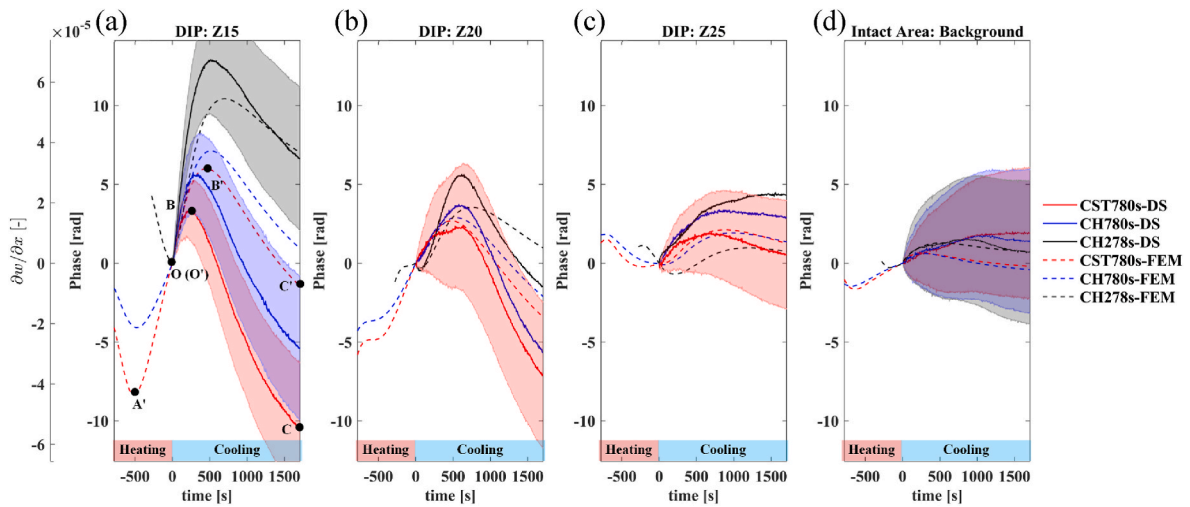 (a) (b) (c) (d)
×10⁻⁵ DIP: Z15 DIP: Z20 DIP: Z25 Intact Area: Background
6
4
2
0
-2
-4
-6
∂w/∂x [-]
10
5
0
-5
-10
Phase [rad]
B
B'
O (O')
C'
A'
C
Heating Cooling
-500 0 500 1000 1500
time [s]
10
5
0
-5
-10
Phase [rad]
Heating Cooling
-500 0 500 1000 1500
time [s]
10
5
0
-5
-10
Phase [rad]
Heating Cooling
-500 0 500 1000 1500
time [s]
10
5
0
-5
-10
Phase [rad]
Heating Cooling
-500 0 500 1000 1500
time [s]
CST780s-DS
CH780s-DS
CH278s-DS
CST780s-FEM
CH780s-FEM
CH278s-FEM